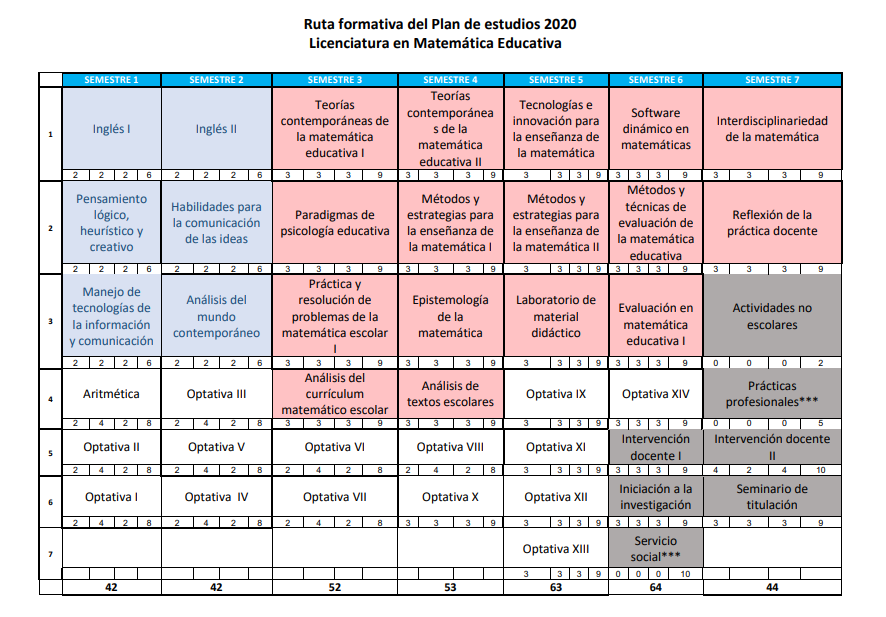 Ruta formativa del Plan de estudios 2020
Licenciatura en Matemática Educativa
SEMESTRE 1 SEMESTRE 2 SEMESTRE 3 SEMESTRE 4 SEMESTRE 5 SEMESTRE 6 SEMESTRE 7
1
Inglés I
Inglés II
Teorías
contemporáneas de
la matemática
educativa I
Teorías
contemporánea
s de la
matemática
educativa II
Tecnologías e
innovación para
la enseñanza de
la matemática
Software
dinámico en
matemáticas
Interdisciplinariedad
de la matemática
2 2 2 6 2 2 2 6 3 3 3 9 3 3 3 9 3 3 3 9 3 3 3 9 3 3 3 9
2
Pensamiento
lógico,
heurístico y
creativo
Habilidades para
la comunicación
de las ideas
Paradigmas de
psicología educativa
Métodos y
estrategias para
la enseñanza de
la matemática I
Métodos y
estrategias para
la enseñanza de
la matemática II
Métodos y
técnicas de
evaluación de
la matemática
educativa
Reflexión de la
práctica docente
2 2 2 6 2 2 2 6 3 3 3 9 3 3 3 9 3 3 3 9 3 3 3 9 3 3 3 9
3
Manejo de
tecnologías de
la información
y comunicación
Análisis del
mundo
contemporáneo
Práctica y
resolución de
problemas de la
matemática escolar
I
Epistemología
de la
matemática
Laboratorio de
material
didáctico
Evaluación en
matemática
educativa I
Actividades no
escolares
2 2 2 6 2 2 2 6 3 3 3 9 3 3 3 9 3 3 3 9 3 3 3 9 0 0 0 2
4
Aritmética
Optativa III
Análisis del
currículum
matemático escolar
Análisis de
textos escolares
Optativa IX
Optativa XIV
Prácticas
profesionales***
2 4 2 8 2 4 2 8 3 3 3 9 3 3 3 9 3 3 3 9 3 3 3 9 0 0 0 5
5
Optativa II
Optativa V
Optativa VI
Optativa VIII
Optativa XI
Intervención
docente I
Intervención docente
II
2 4 2 8 2 4 2 8 2 4 2 8 2 4 2 8 3 3 3 9 3 3 3 9 4 2 4 10
6
Optativa I
Optativa IV
Optativa VII
Optativa X
Optativa XII
Iniciación a la
investigación
Seminario de
titulación
2 4 2 8 2 4 2 8 2 4 2 8 3 3 3 9 3 3 3 9 3 3 3 9 3 3 3 9
7
Optativa XIII
Servicio
social***
3 3 3 9 0 0 0 10
42 42 52 53 63 64 44